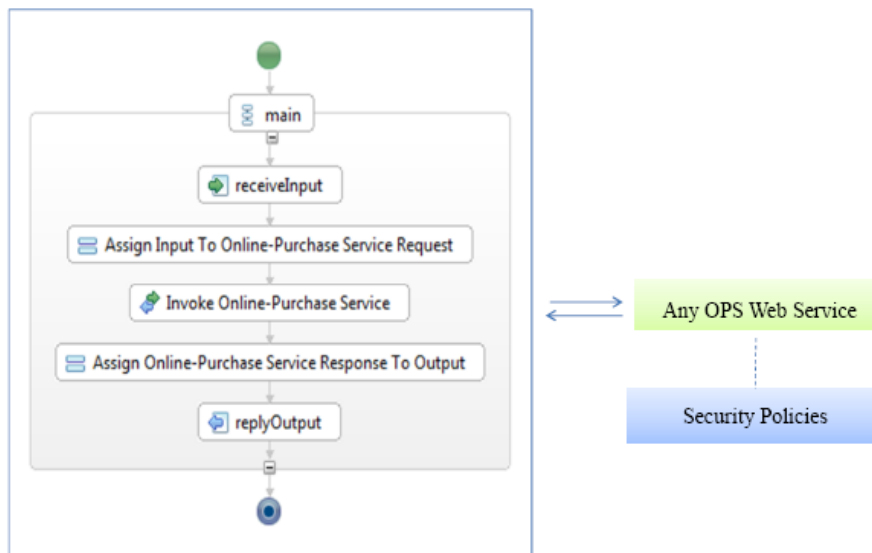 main
receiveInput
Assign Input To Online-Purchase Service Request
Invoke Online-Purchase Service
Assign Online-Purchase Service Response To Output
replyOutput
Any OPS Web Service
Security Policies